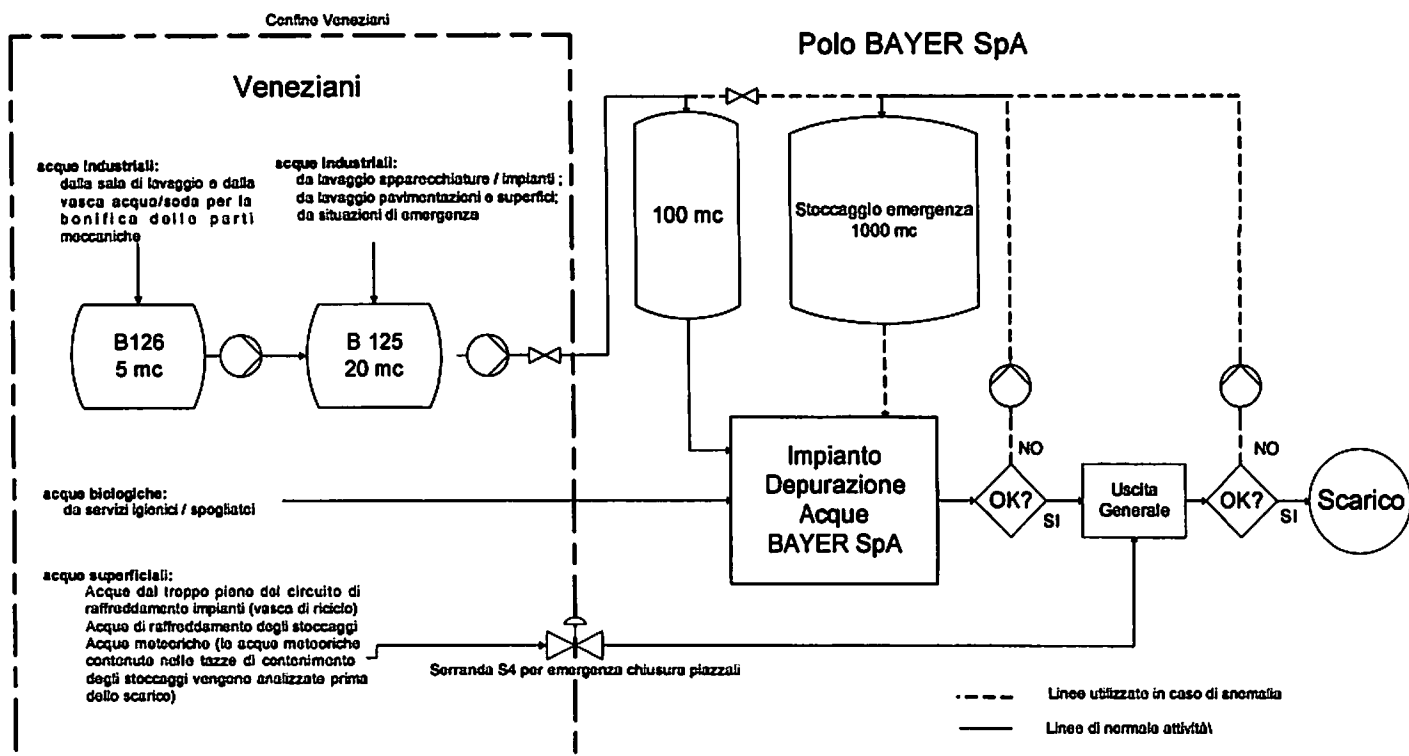 Confine Veneziani
Polo BAYER SpA
Veneziani
acque industriali:
dalla sala di lavaggio e dalla
vasca acqua/soda per la
bonifica delle parti
meccaniche
acque industriali:
da lavaggio apparecchiature / impianti ;
da lavaggio pavimentazioni e superfici;
da situazioni di emergenza
100 mc
Stoccaggio emergenza
1000 mc
B126
5 mc
B 125
20 mc
Impianto
Depurazione
Acque
BAYER SpA
NO
OK?
SI
Uscita
Generale
NO
OK?
SI
Scarico
acque biologiche:
da servizi igienici / spogliatoi
acque superficiali:
Acque dal troppo pieno del circuito di
raffreddamento impianti (vasca di riciclo)
Acque di raffreddamento degli stoccaggi
Acque meteoriche (le acque meteoriche
contenute nelle tazze di contenimento
degli stoccaggi vengono analizzate prima
dello scarico)
Serranda S4 per emergenza chiusura piazzali
Linee utilizzate in caso di anomalia
Linee di normale attività\